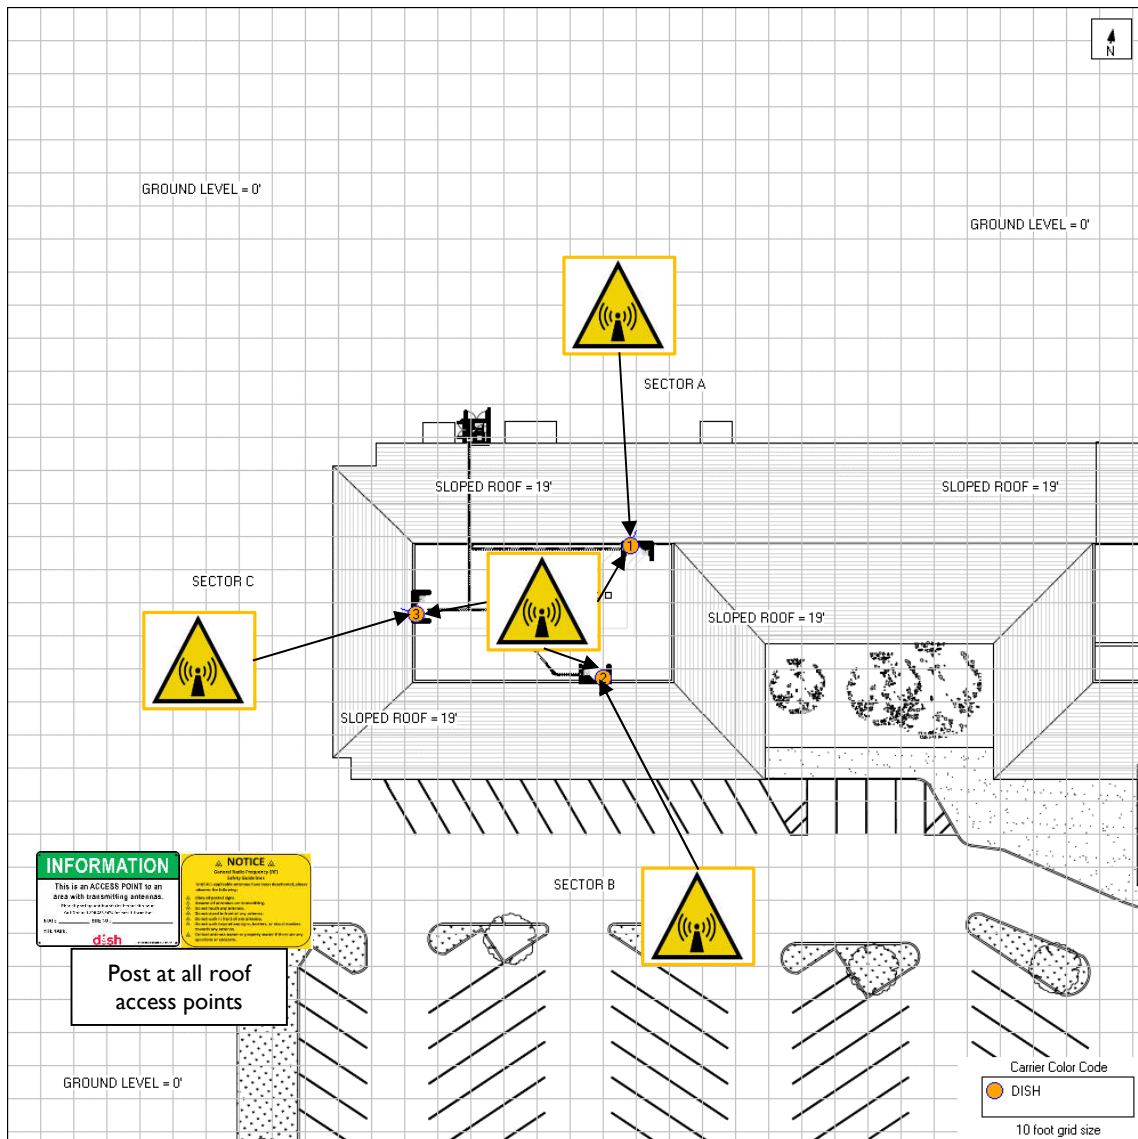 N
GROUND LEVEL = 0'
GROUND LEVEL = 0'
SECTOR A
SLOPED ROOF = 19'
SLOPED ROOF = 19'
1
SECTOR C
3
SLOPED ROOF = 19'
2
SLOPED ROOF = 19'
INFORMATION
This is an ACCESS POINT to an
area with transmitting antennas.
dish
NOTICE
General Radio Frequency (RF)
Safety Guidelines
SECTOR B
Post at all roof
access points
GROUND LEVEL = 0'
Carrier Color Code
DISH
10 foot grid size